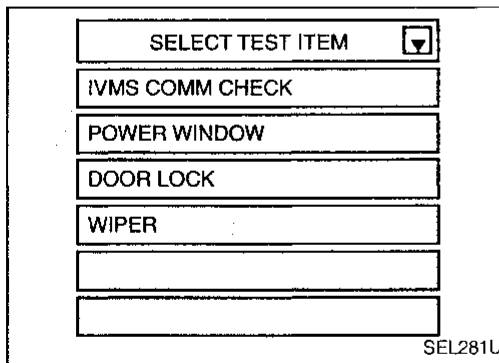 SELECT TEST ITEM
IVMS COMM CHECK
POWER WINDOW
DOOR LOCK
WIPER
SEL281U